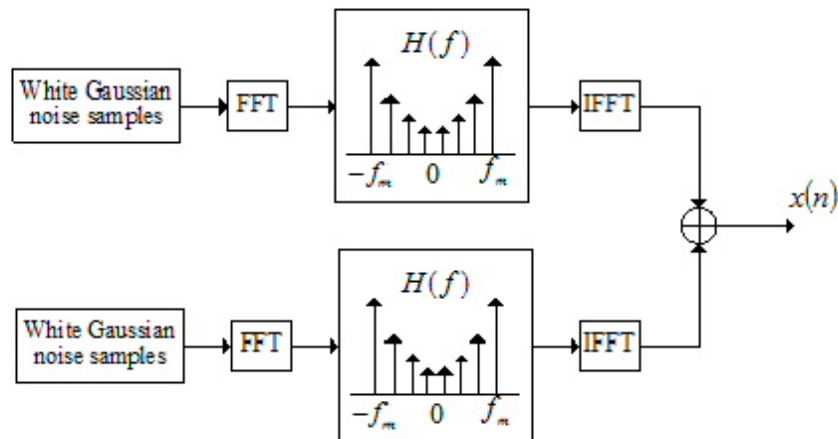 White Gaussian
noise samples
FFT
H(f)
-fₘ 0 fₘ
IFFT
x(n)
White Gaussian
noise samples
FFT
H(f)
-fₘ 0 fₘ
IFFT